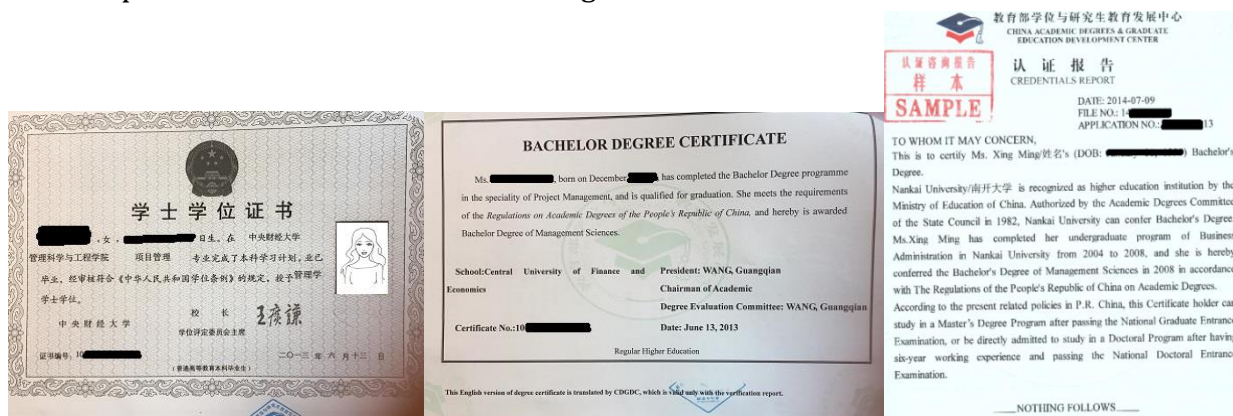 学士学位证书
，女，
日生。在 中央财经大学
管理科学与工程学院 项目管理 专业完成了本科学习计划，业已
毕业，经审核符合《中华人民共和国学位条例》的规定，授予管理学
学士学位。
中央财经大学
校 长
学位评定委员会主席
王广谦
证书编号：10
二〇一三 年 六 月 十三 日
（普通高等教育本科毕业生）
BACHELOR DEGREE CERTIFICATE
Ms. , born on December , has completed the Bachelor Degree programme
in the speciality of Project Management, and is qualified for graduation. She meets the requirements
of the Regulations on Academic Degrees of the People's Republic of China, and hereby is awarded
Bachelor Degree of Management Sciences.
School:Central University of Finance and
Economics
President: WANG, Guangqian
Chairman of Academic
Degree Evaluation Committee: WANG, Guangqian
Certificate No.:10
Date: June 13, 2013
Regular Higher Education
This English version of degree certificate is translated by CDGDC, which is valid only with the verification report.
教育部学位与研究生教育发展中心
CHINA ACADEMIC DEGREES & GRADUATE
EDUCATION DEVELOPMENT CENTER
认证咨询报告
样 本
SAMPLE
认 证 报 告
CREDENTIALS REPORT
DATE: 2014-07-09
FILE NO.: 14
APPLICATION NO.: 13
TO WHOM IT MAY CONCERN,
This is to certify Ms. Xing Ming/姓名's (DOB: ) Bachelor's
Degree.
Nankai University/南开大学 is recognized as higher education institution by the
Ministry of Education of China. Authorized by the Academic Degrees Committee
of the State Council in 1982, Nankai University can confer Bachelor's Degree.
Ms.Xing Ming has completed her undergraduate program of Business
Administration in Nankai University from 2004 to 2008, and she is hereby
conferred the Bachelor's Degree of Management Sciences in 2008 in accordance
with The Regulations of the People's Republic of China on Academic Degrees.
According to the present related policies in P.R. China, this Certificate holder can
study in a Master's Degree Program after passing the National Graduate Entrance
Examination, or be directly admitted to study in a Doctoral Program after having
six-year working experience and passing the National Doctoral Entrance
Examination.
NOTHING FOLLOWS